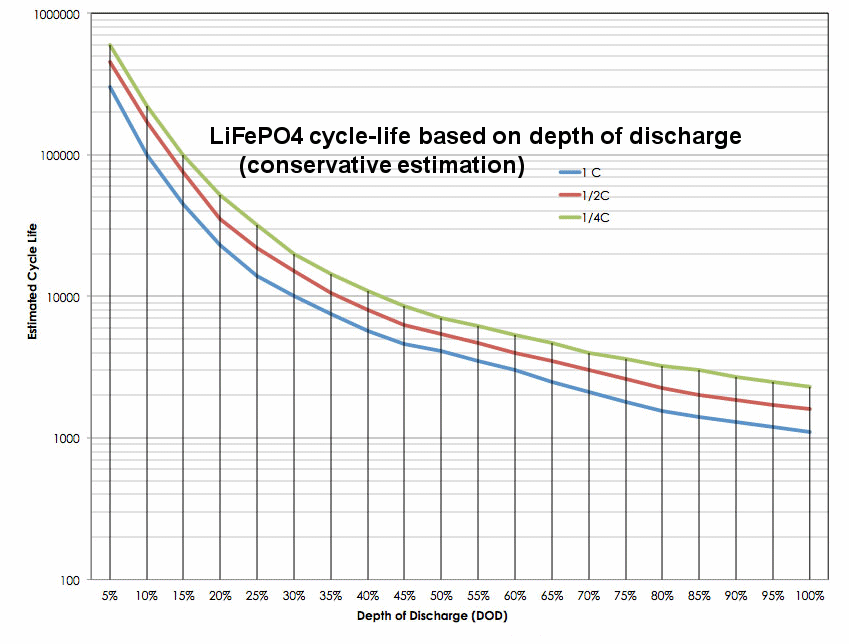 1000000
LiFePO4 cycle-life based on depth of discharge
(conservative estimation)
1 C
1/2C
1/4C
100000
10000
1000
100
Estimated Cycle Life
5% 10% 15% 20% 25% 30% 35% 40% 45% 50% 55% 60% 65% 70% 75% 80% 85% 90% 95% 100%
Depth of Discharge (DOD)